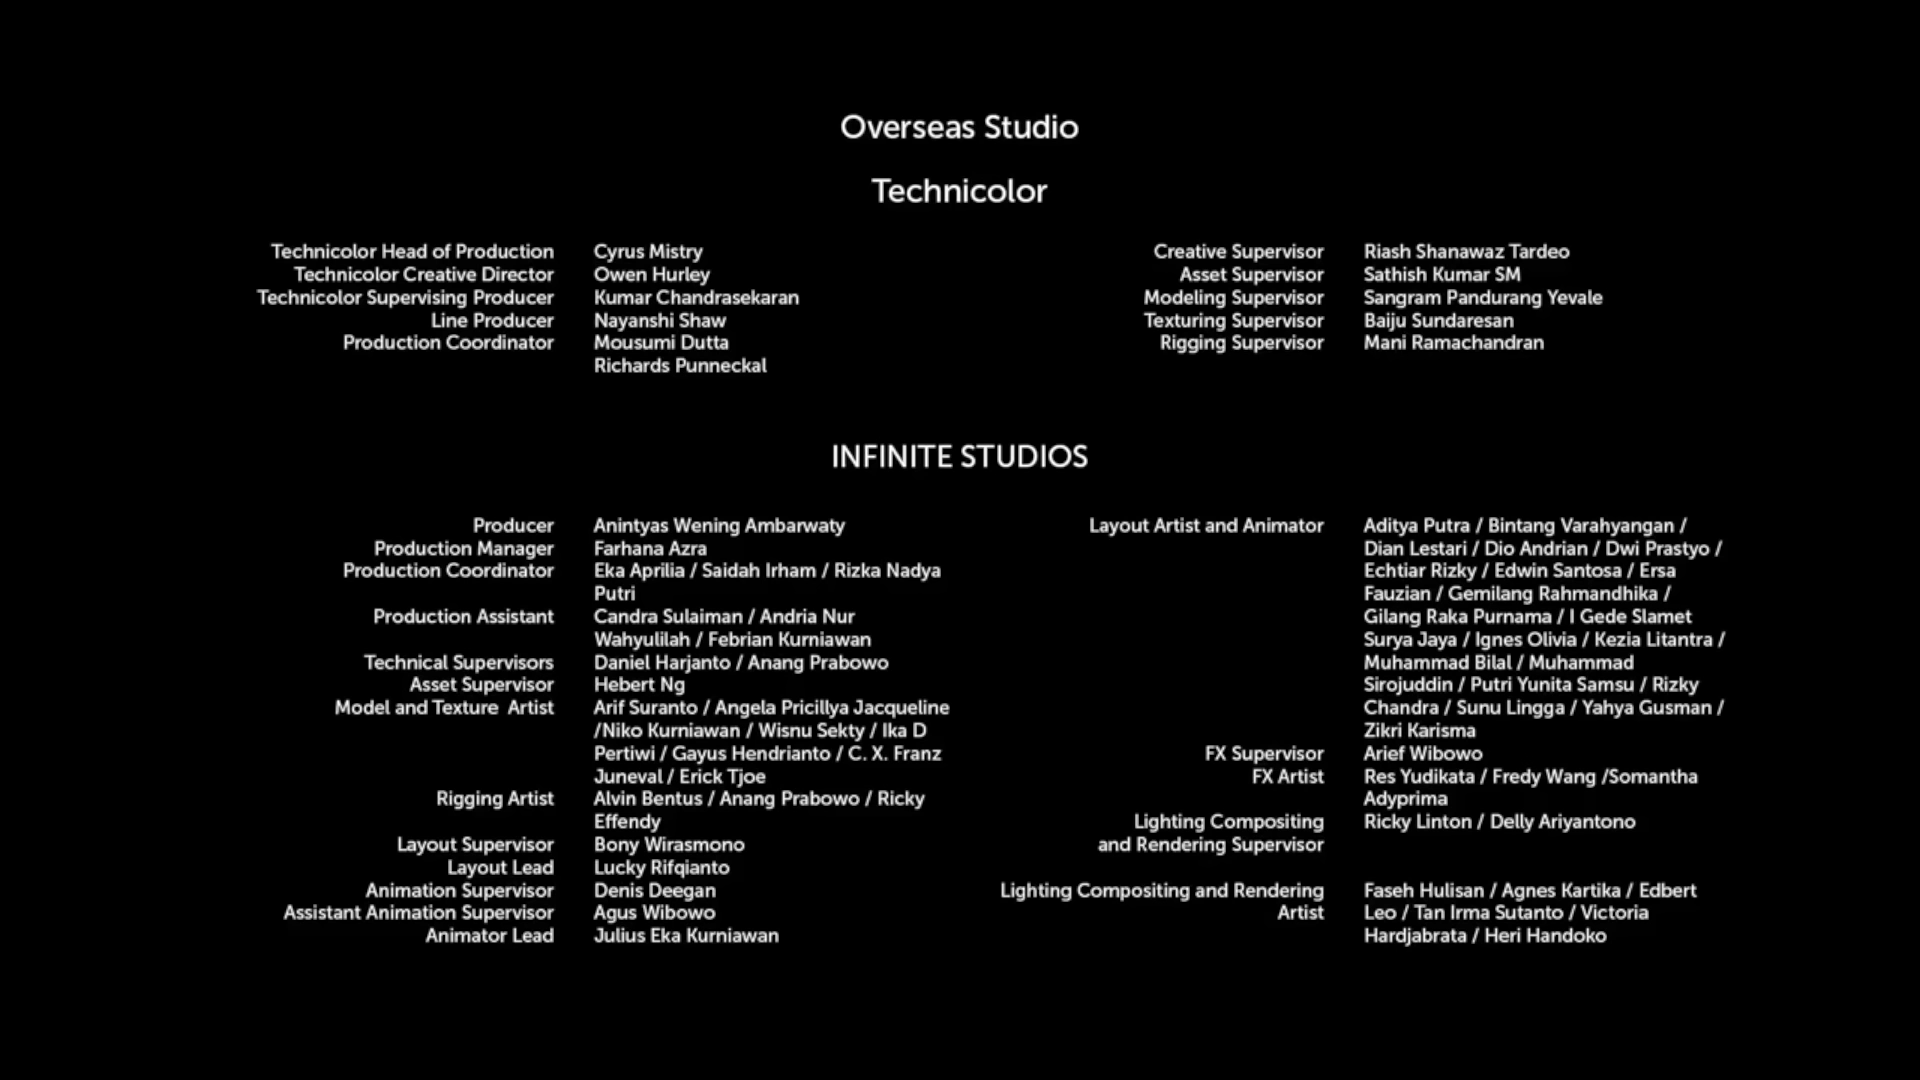 Overseas Studio
Technicolor
Technicolor Head of Production Cyrus Mistry
Technicolor Creative Director Owen Hurley
Technicolor Supervising Producer Kumar Chandrasekaran
Line Producer Nayanshi Shaw
Production Coordinator Mousumi Dutta
Richards Punneckal
Creative Supervisor Riash Shanawaz Tardeo
Asset Supervisor Sathish Kumar SM
Modeling Supervisor Sangram Pandurang Yevale
Texturing Supervisor Baiju Sundaresan
Rigging Supervisor Mani Ramachandran
INFINITE STUDIOS
Producer Anintyas Wening Ambarwaty
Production Manager Farhana Azra
Production Coordinator Eka Aprilia / Saidah Irham / Rizka Nadya
Putri
Production Assistant Candra Sulaiman / Andria Nur
Wahyulilah / Febrian Kurniawan
Technical Supervisors Daniel Harjanto / Anang Prabowo
Asset Supervisor Hebert Ng
Model and Texture  Artist Arif Suranto / Angela Pricillya Jacqueline
/Niko Kurniawan / Wisnu Sekty / Ika D
Pertiwi / Gayus Hendrianto / C. X. Franz
Juneval / Erick Tjoe
Rigging Artist Alvin Bentus / Anang Prabowo / Ricky
Effendy
Layout Supervisor Bony Wirasmono
Layout Lead Lucky Rifqianto
Animation Supervisor Denis Deegan
Assistant Animation Supervisor Agus Wibowo
Animator Lead Julius Eka Kurniawan
Layout Artist and Animator Aditya Putra / Bintang Varahyangan /
Dian Lestari / Dio Andrian / Dwi Prastyo /
Echtiar Rizky / Edwin Santosa / Ersa
Fauzian / Gemilang Rahmandhika /
Gilang Raka Purnama / I Gede Slamet
Surya Jaya / Ignes Olivia / Kezia Litantra /
Muhammad Bilal / Muhammad
Sirojuddin / Putri Yunita Samsu / Rizky
Chandra / Sunu Lingga / Yahya Gusman /
Zikri Karisma
FX Supervisor Arief Wibowo
FX Artist Res Yudikata / Fredy Wang /Somantha
Adyprima
Lighting Compositing Ricky Linton / Delly Ariyantono
and Rendering Supervisor
Lighting Compositing and Rendering Faseh Hulisan / Agnes Kartika / Edbert
Artist Leo / Tan Irma Sutanto / Victoria
Hardjabrata / Heri Handoko